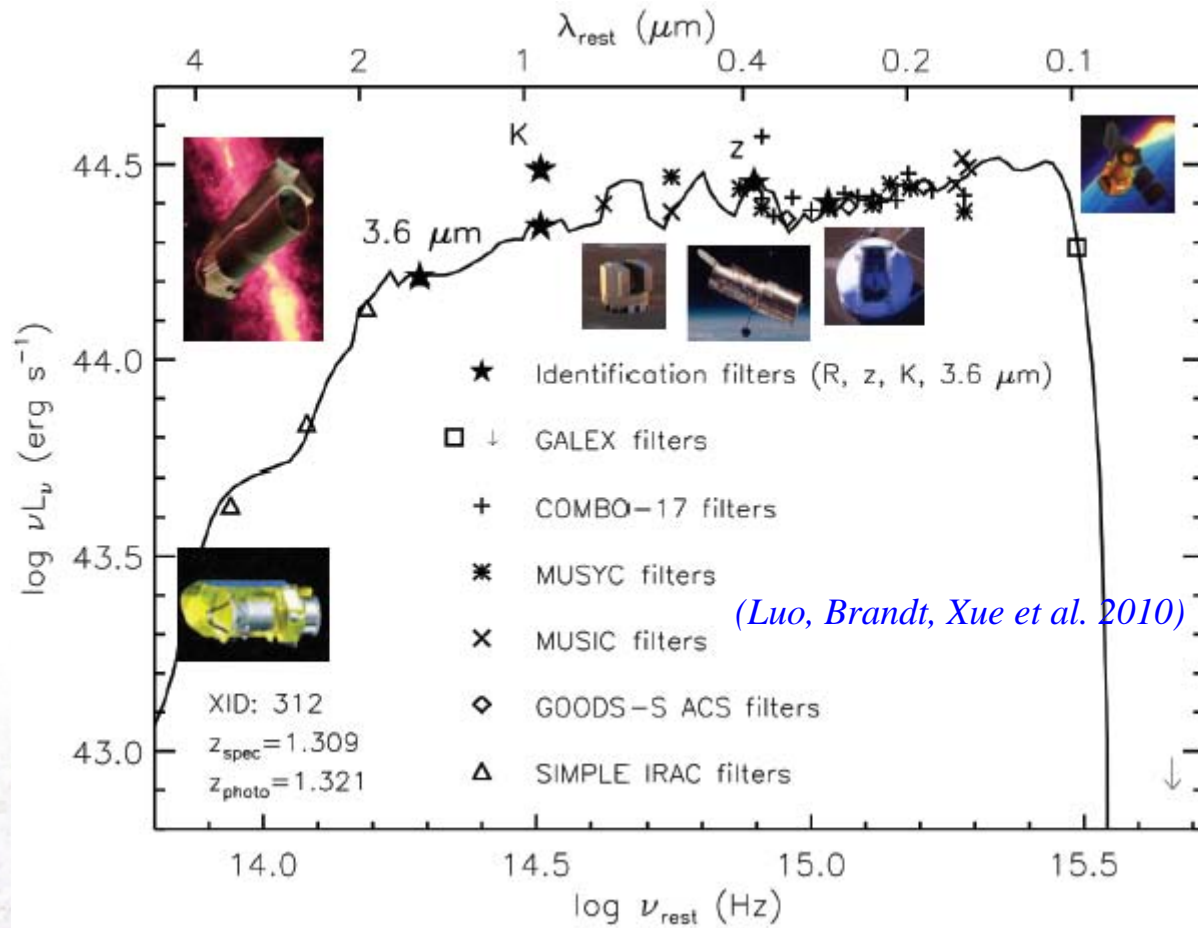 λrest (μm)
4 2 1 0.4 0.2 0.1
44.5
44.0
43.5
43.0
log νLν (erg s⁻¹)
K
z
3.6 μm
★ Identification filters (R, z, K, 3.6 μm)
□ ↓ GALEX filters
+ COMBO-17 filters
✳ MUSYC filters
(Luo, Brandt, Xue et al. 2010)
× MUSIC filters
◇ GOODS-S ACS filters
△ SIMPLE IRAC filters
XID: 312
zspec=1.309
zphoto=1.321
14.0 14.5 15.0 15.5
log νrest (Hz)